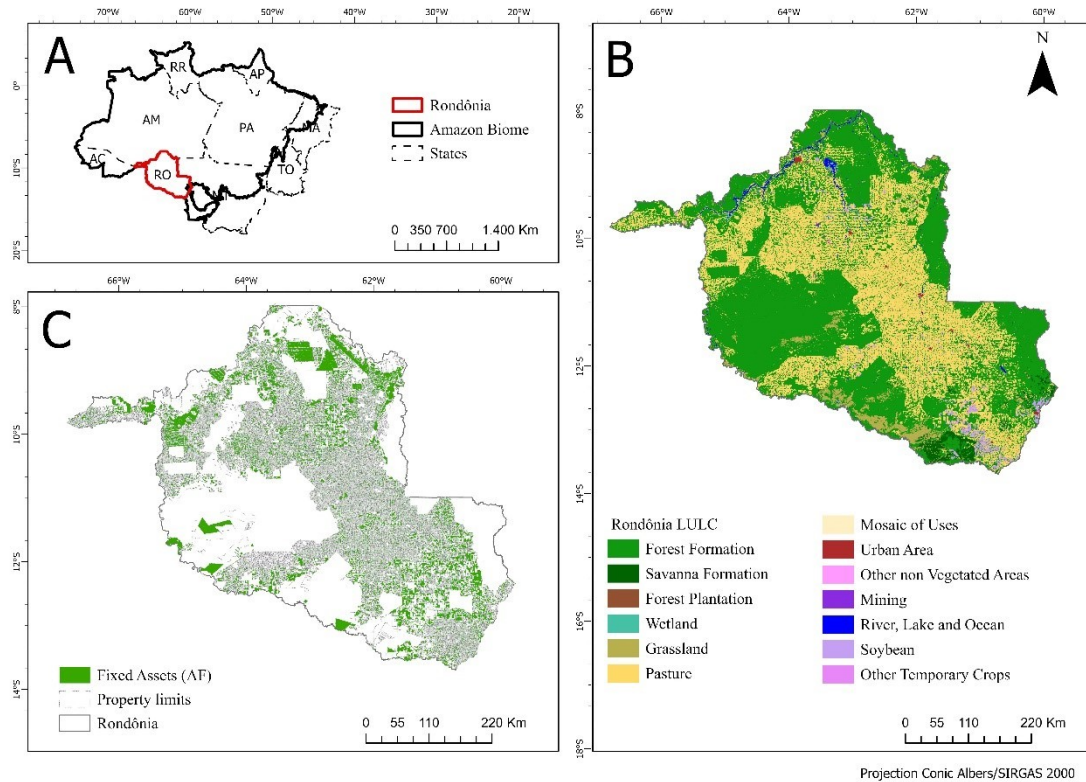 70°W 60°W 50°W 40°W 30°W 20°W
66°W 64°W 62°W 60°W
A
RR
AP
AM
PA
MA
AC
RO
TO
0°
10°S
20°S
Rondônia
Amazon Biome
States
0 350 700 1.400 Km
66°W 64°W 62°W 60°W
C
8°S
10°S
12°S
14°S
Fixed Assets (AF)
Property limits
Rondônia
0 55 110 220 Km
B
N
8°S
10°S
12°S
14°S
16°S
18°S
Rondônia LULC
Forest Formation
Savanna Formation
Forest Plantation
Wetland
Grassland
Pasture
Mosaic of Uses
Urban Area
Other non Vegetated Areas
Mining
River, Lake and Ocean
Soybean
Other Temporary Crops
0 55 110 220 Km
Projection Conic Albers/SIRGAS 2000